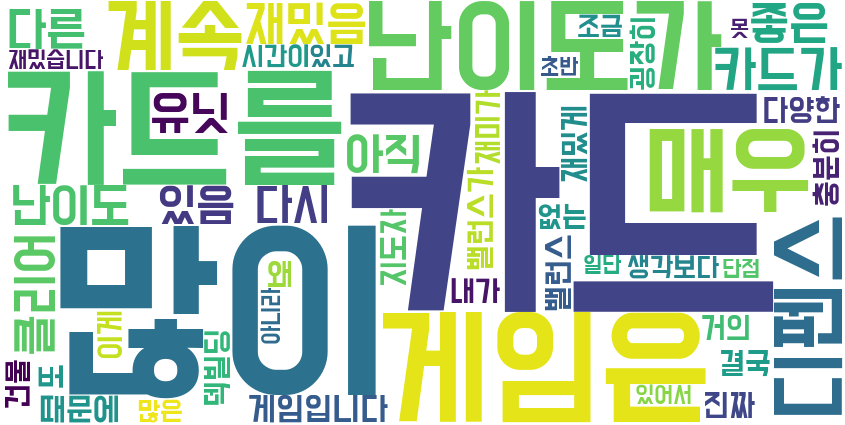 다른
계속
재밌음
난이도가
조금
못
좋은
재밌습니다
시간이있고
초반
굉장히
카드가
카드를
유닛
카드
재미가
재밌게
매우
다양한
충분히
아직
밸런스가
난이도
있음
다시
지도자
없는
디펜스
클리어
많이
왜
내가
밸런스
일단
생각보다
단점
이게
아니라
게임은
거의
결국
건물
또
덱빌딩
때문에
많은
게임입니다
있어서
진짜